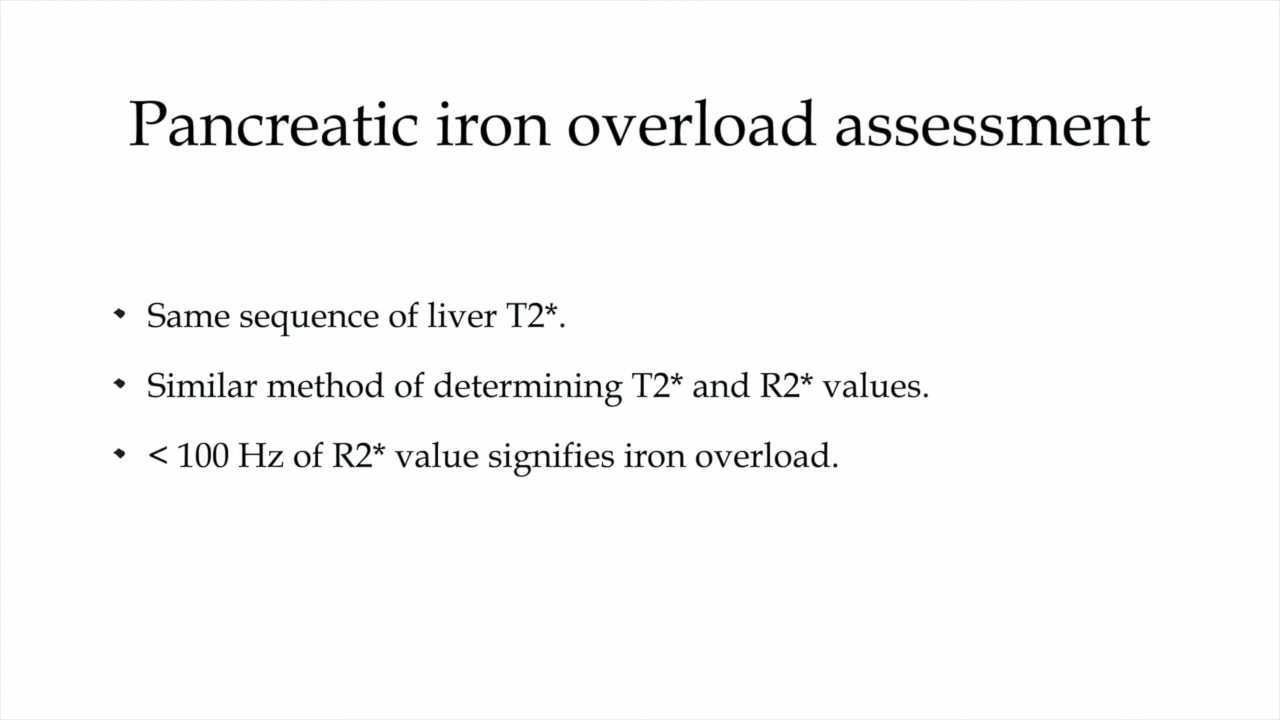 Pancreatic iron overload assessment
Same sequence of liver T2*.
Similar method of determining T2* and R2* values.
< 100 Hz of R2* value signifies iron overload.